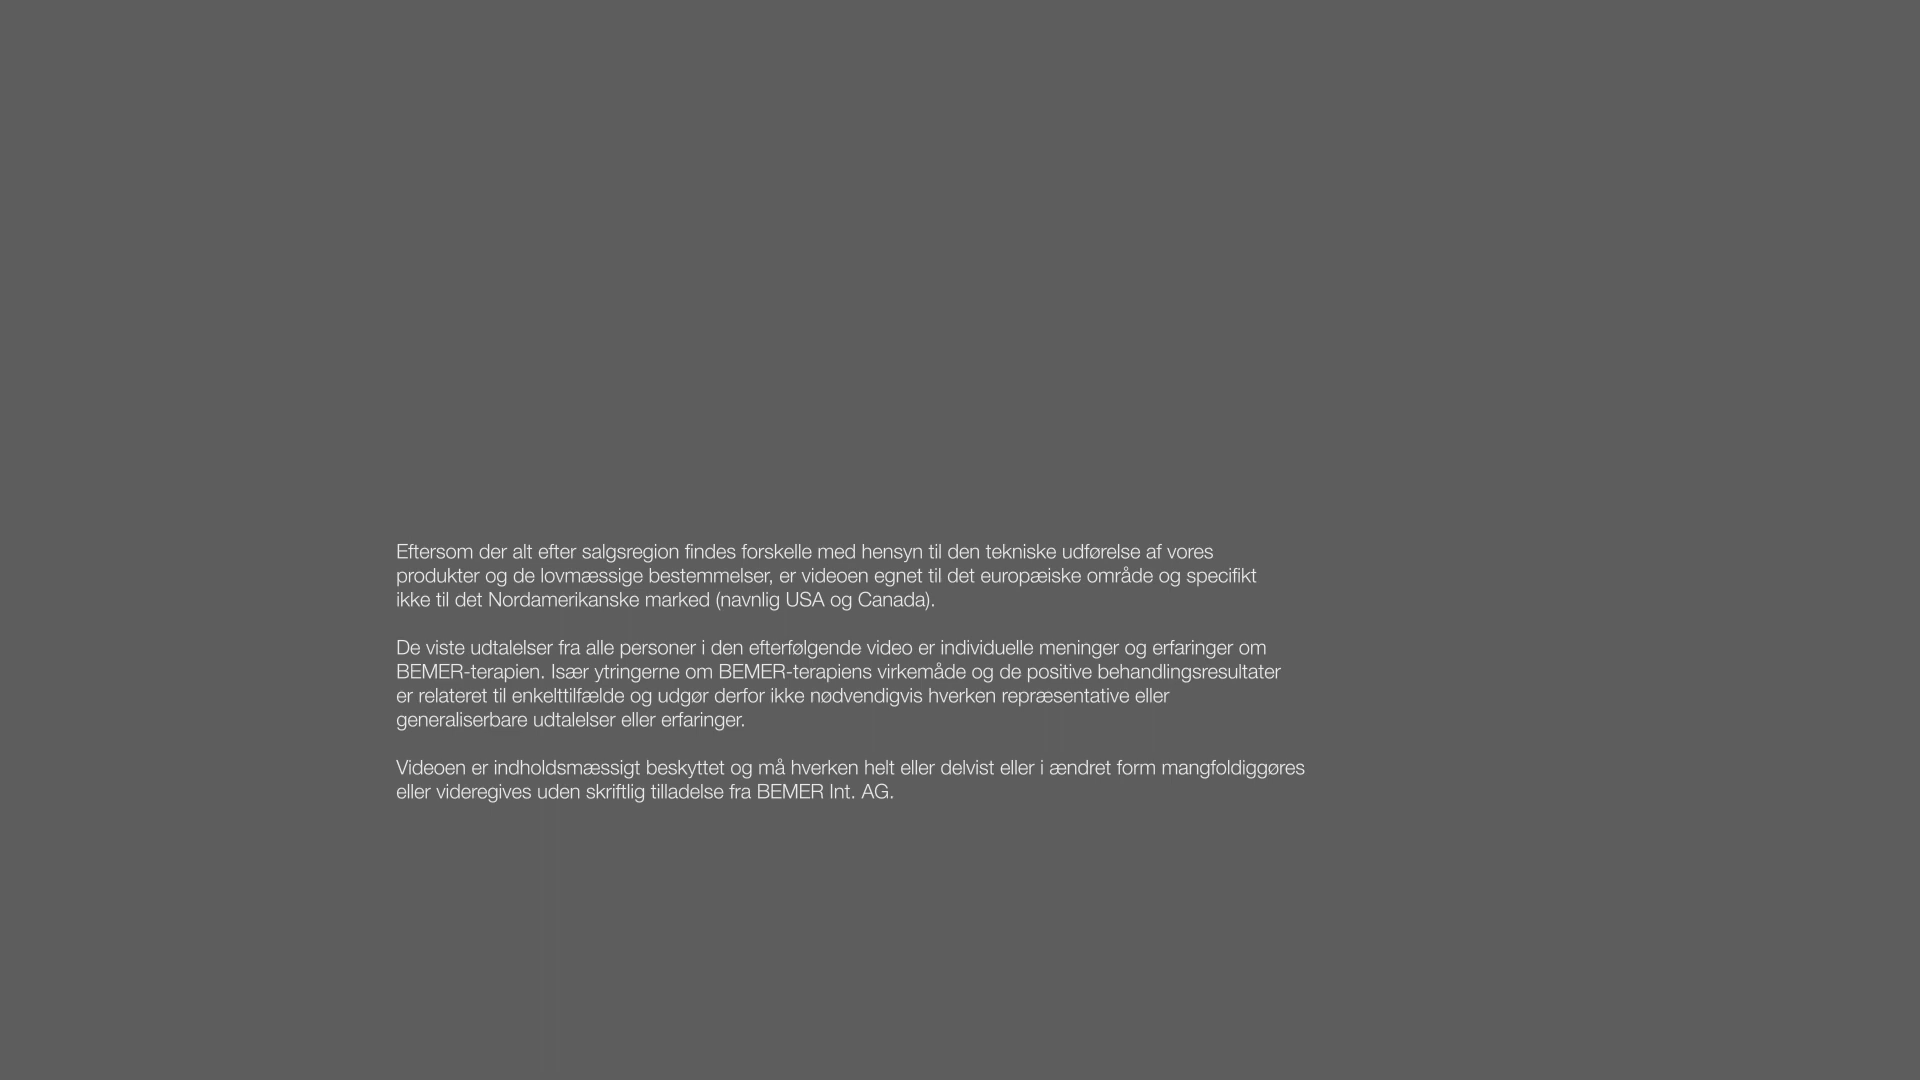 Eftersom der alt efter salgsregion findes forskelle med hensyn til den tekniske udførelse af vores
produkter og de lovmæssige bestemmelser, er videoen egnet til det europæiske område og specifikt
ikke til det Nordamerikanske marked (navnlig USA og Canada).
De viste udtalelser fra alle personer i den efterfølgende video er individuelle meninger og erfaringer om
BEMER-terapien. Især ytringerne om BEMER-terapiens virkemåde og de positive behandlingsresultater
er relateret til enkelttilfælde og udgør derfor ikke nødvendigvis hverken repræsentative eller
generaliserbare udtalelser eller erfaringer.
Videoen er indholdsmæssigt beskyttet og må hverken helt eller delvist eller i ændret form mangfoldiggøres
eller videregives uden skriftlig tilladelse fra BEMER Int. AG.